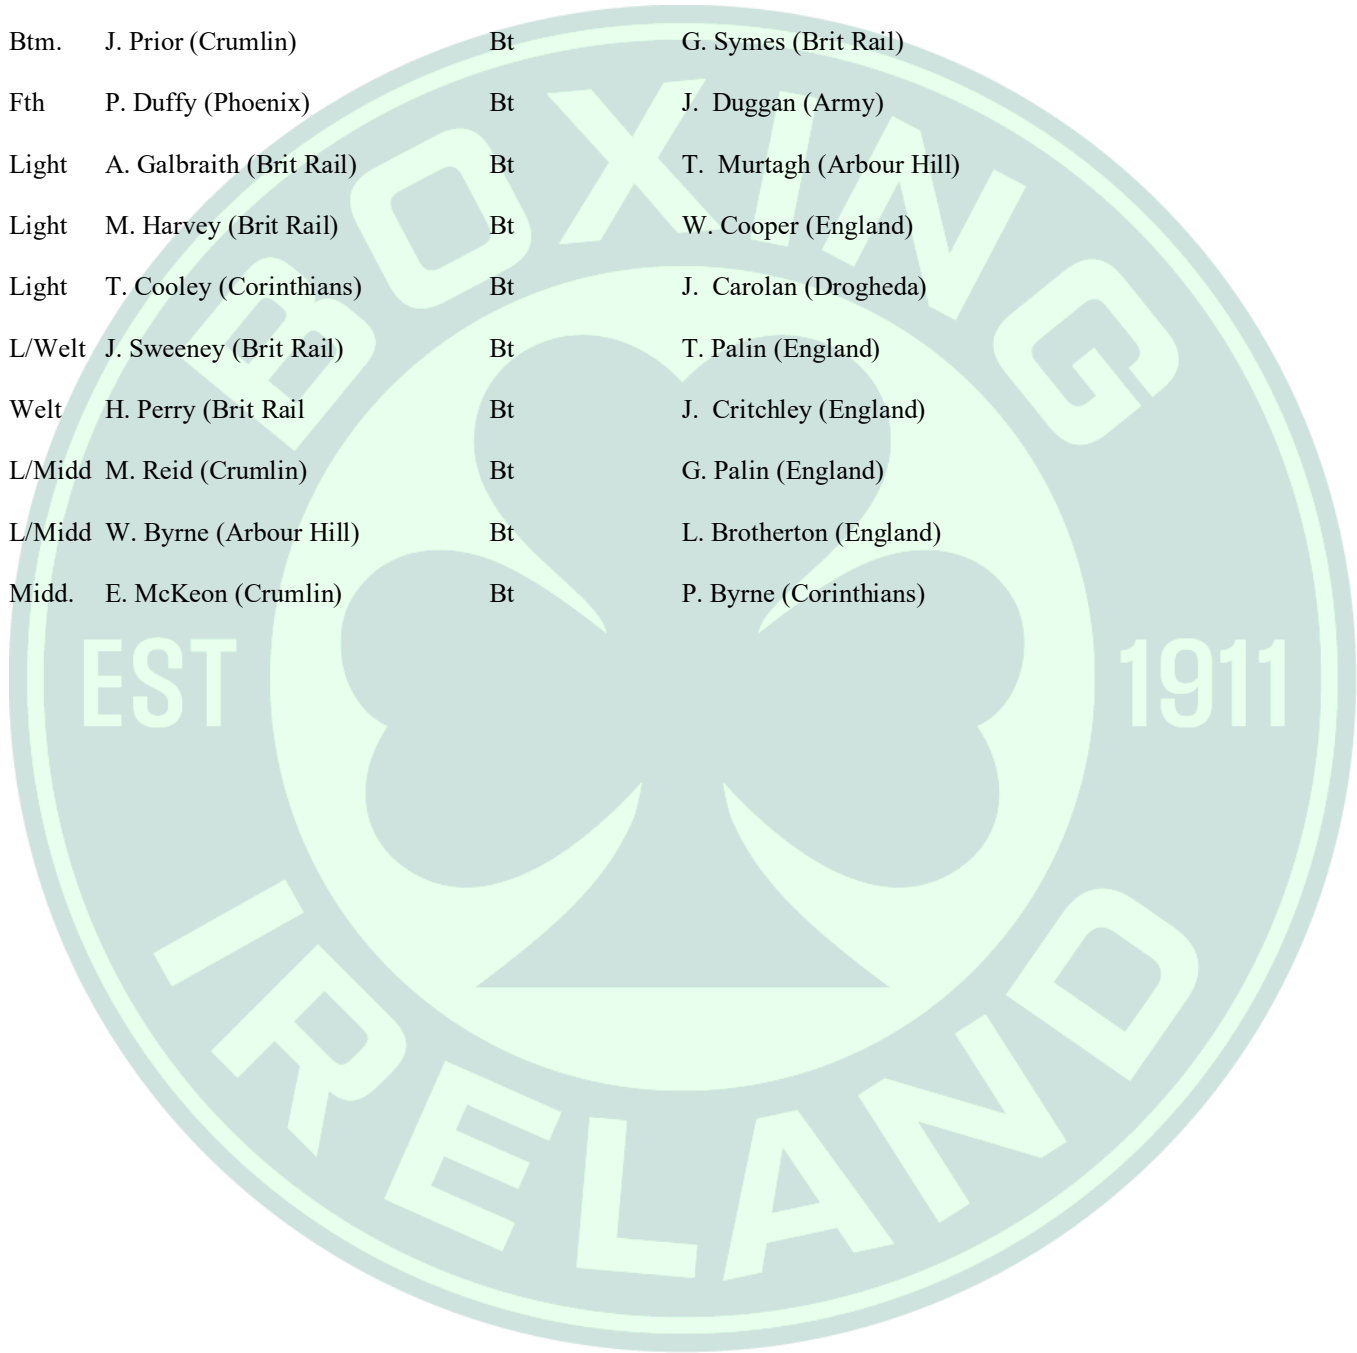 Btm. J. Prior (Crumlin) Bt G. Symes (Brit Rail)
Fth P. Duffy (Phoenix) Bt J. Duggan (Army)
Light A. Galbraith (Brit Rail) Bt T. Murtagh (Arbour Hill)
Light M. Harvey (Brit Rail) Bt W. Cooper (England)
Light T. Cooley (Corinthians) Bt J. Carolan (Drogheda)
L/Welt J. Sweeney (Brit Rail) Bt T. Palin (England)
Welt H. Perry (Brit Rail Bt J. Critchley (England)
L/Midd M. Reid (Crumlin) Bt G. Palin (England)
L/Midd W. Byrne (Arbour Hill) Bt L. Brotherton (England)
Midd. E. McKeon (Crumlin) Bt P. Byrne (Corinthians)
BOXING
EST 1911
IRELAND